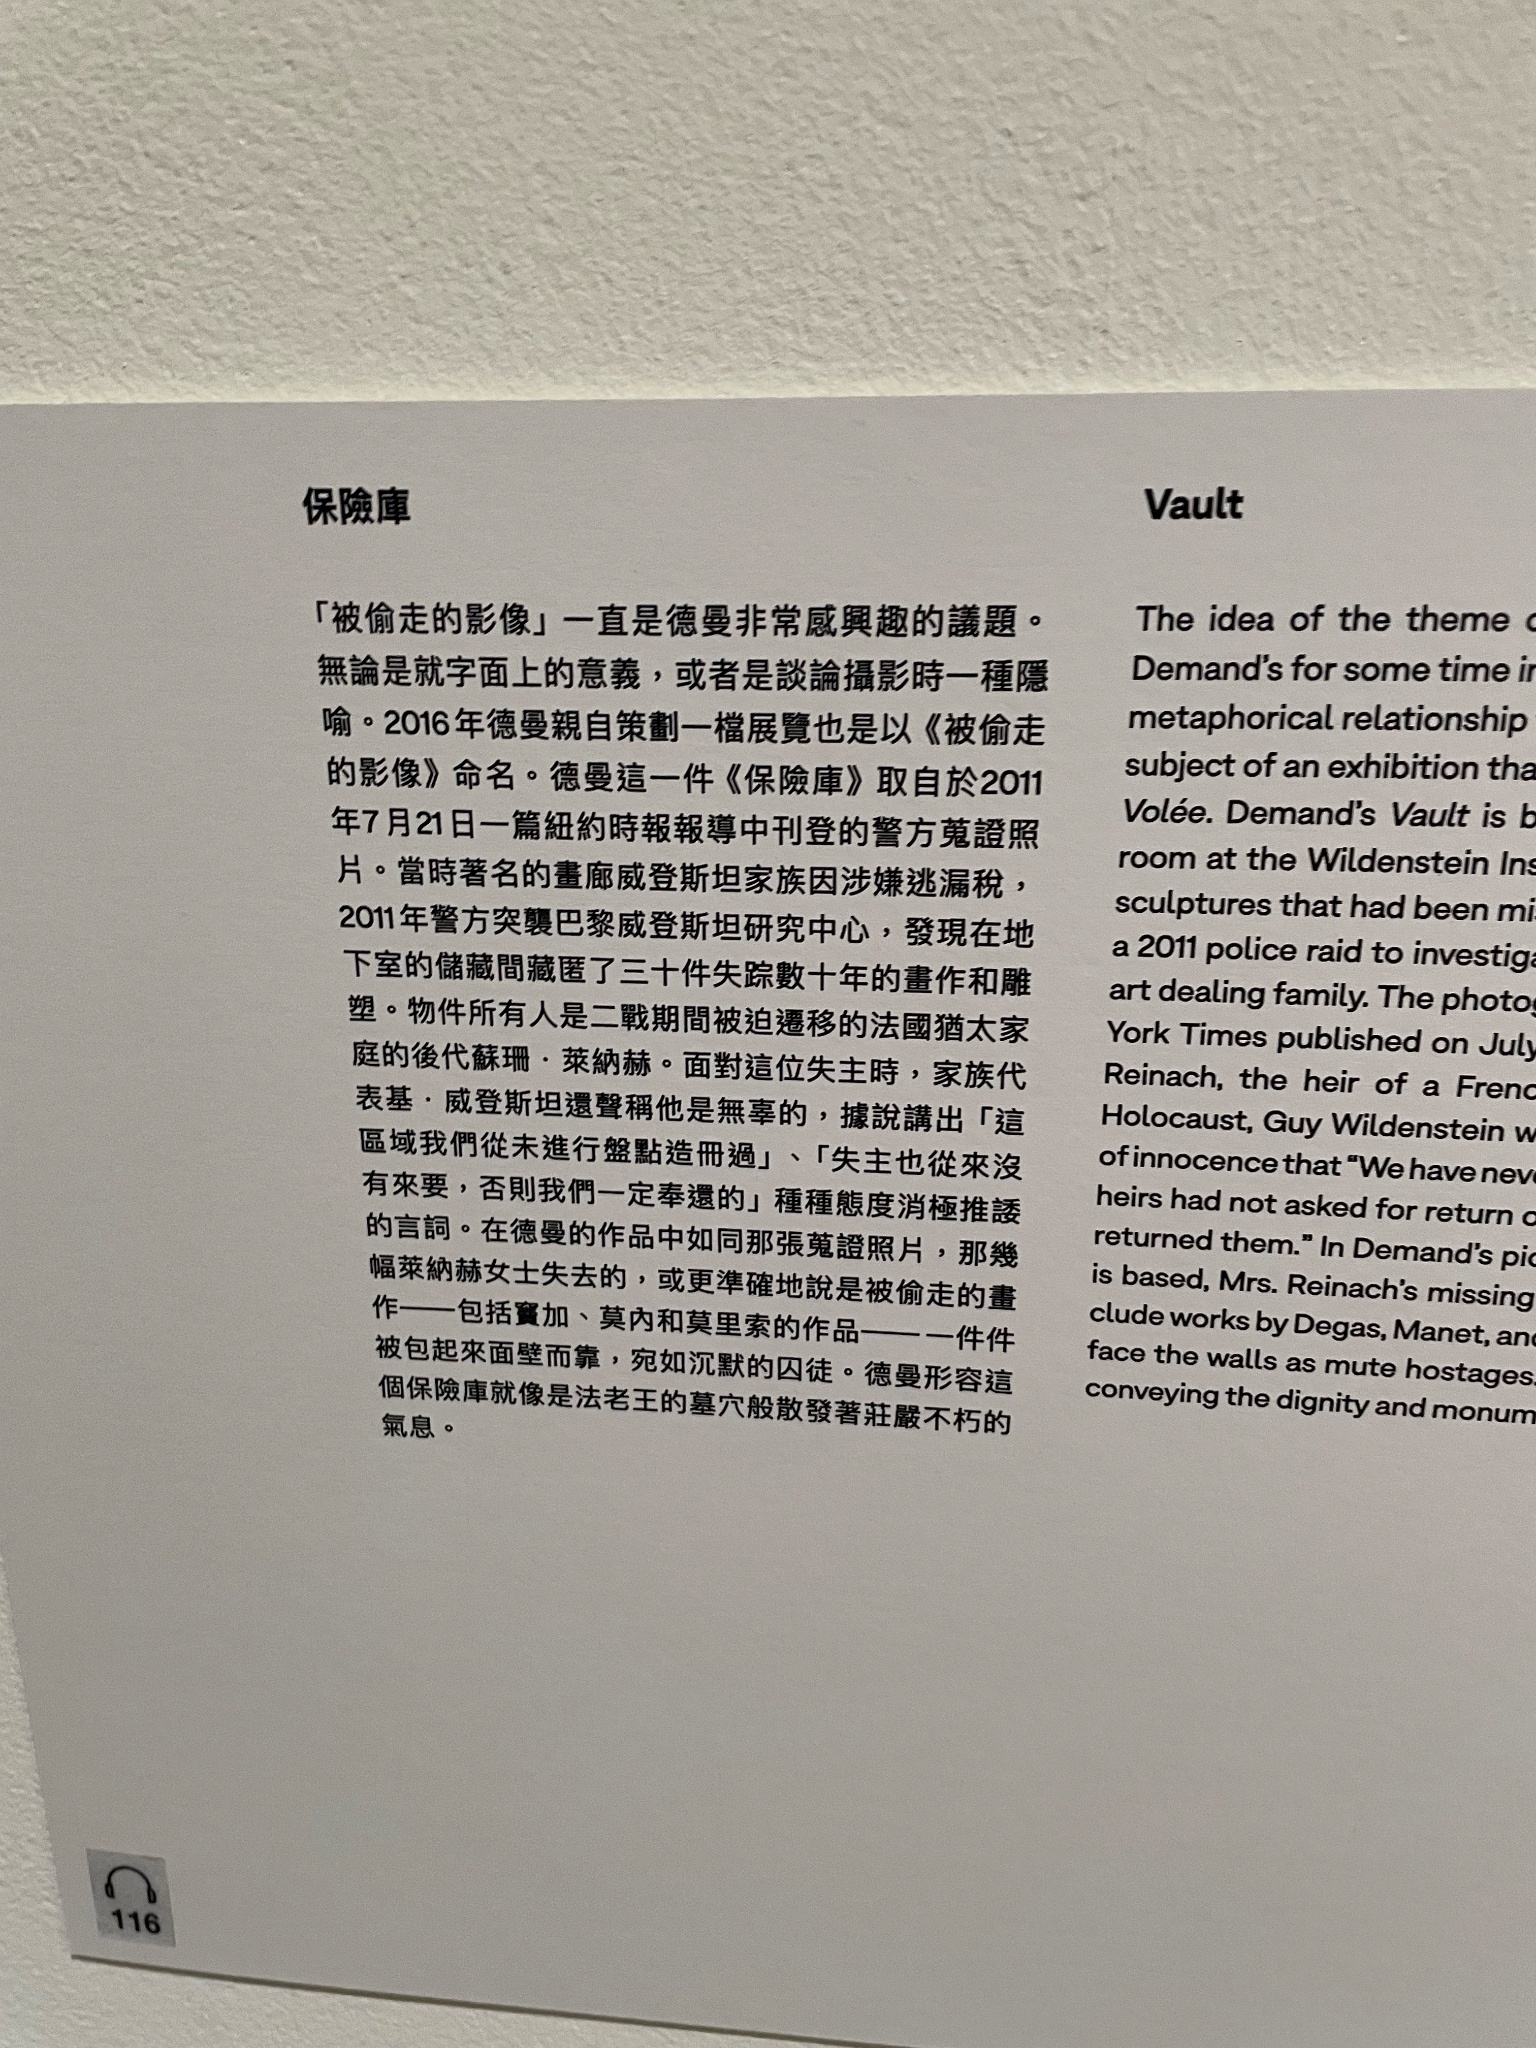 保險庫
「被偷走的影像」一直是德曼非常感興趣的議題。
無論是就字面上的意義，或者是談論攝影時一種隱
喻。2016年德曼親自策劃一檔展覽也是以《被偷走
的影像》命名。德曼這一件《保險庫》取自於2011
年7月21日一篇紐約時報報導中刊登的警方蒐證照
片。當時著名的畫廊威登斯坦家族因涉嫌逃漏稅，
2011年警方突襲巴黎威登斯坦研究中心，發現在地
下室的儲藏間藏匿了三十件失踪數十年的畫作和雕
塑。物件所有人是二戰期間被迫遷移的法國猶太家
庭的後代蘇珊．萊納赫。面對這位失主時，家族代
表基．威登斯坦還聲稱他是無辜的，據說講出「這
區域我們從未進行盤點造冊過」、「失主也從來沒
有來要，否則我們一定奉還的」種種態度消極推諉
的言詞。在德曼的作品中如同那張蒐證照片，那幾
幅萊納赫女士失去的，或更準確地說是被偷走的畫
作——包括竇加、莫內和莫里索的作品—— 一件件
被包起來面壁而靠，宛如沉默的囚徒。德曼形容這
個保險庫就像是法老王的墓穴般散發著莊嚴不朽的
氣息。
Vault
The idea of the theme
Demand's for some time
metaphorical relationship
subject of an exhibition
Volée. Demand's Vault is
room at the Wildenstein
sculptures that had been
a 2011 police raid to
art dealing family. The
York Times published on July
Reinach, the heir of a
Holocaust, Guy Wildenstein
of innocence that “We have
heirs had not asked for return
returned them.” In Demand's
is based, Mrs. Reinach's missing
clude works by Degas, Manet,
face the walls as mute hostages.
conveying the dignity and
116